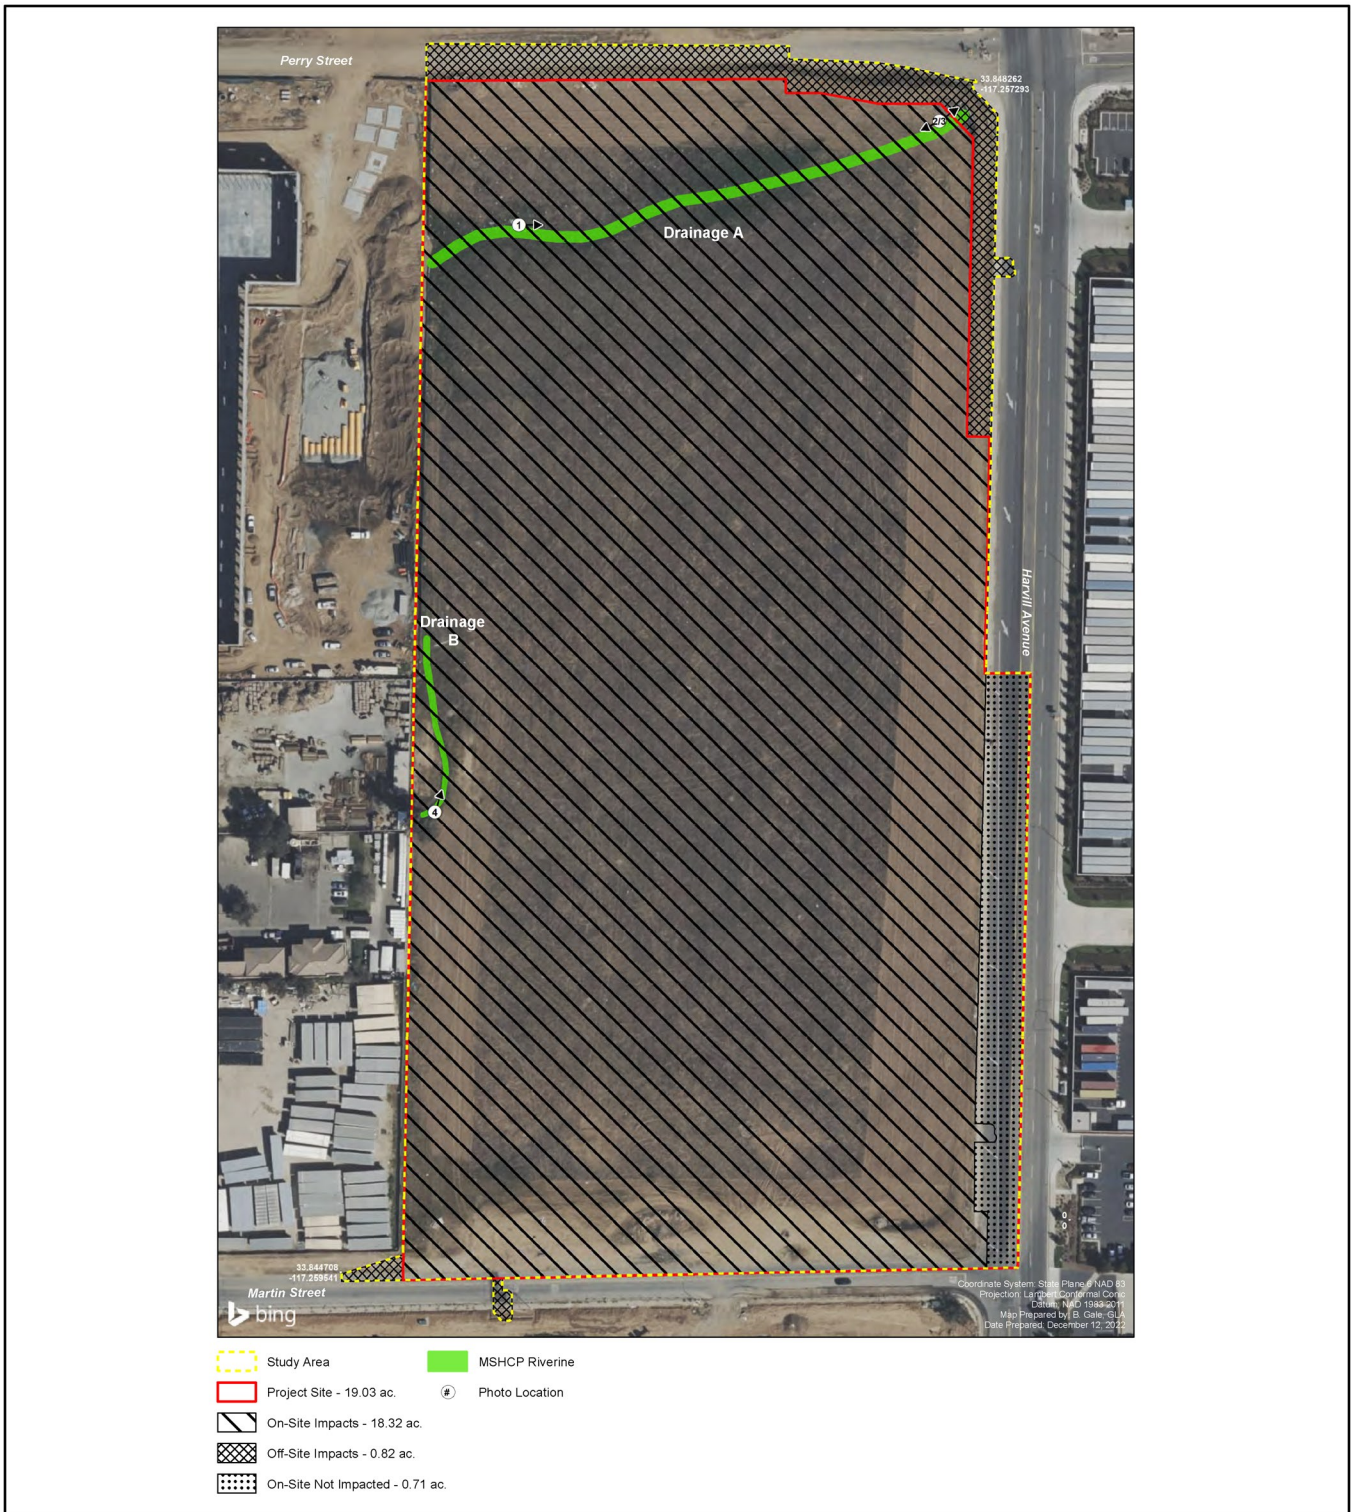 Perry Street
33.848262
-117.257293
2/3
1
Drainage A
Harvill Avenue
Drainage
B
4
0
0
33.844708
-117.259541
Martin Street
bing
Coordinate System: State Plane 6 NAD 83
Projection: Lambert Conformal Conic
Datum: NAD 1983 2011
Map Prepared by: B. Gale, GLA
Date Prepared: December 12, 2022
Study Area
MSHCP Riverine
Project Site - 19.03 ac.
# Photo Location
On-Site Impacts - 18.32 ac.
Off-Site Impacts - 0.82 ac.
On-Site Not Impacted - 0.71 ac.